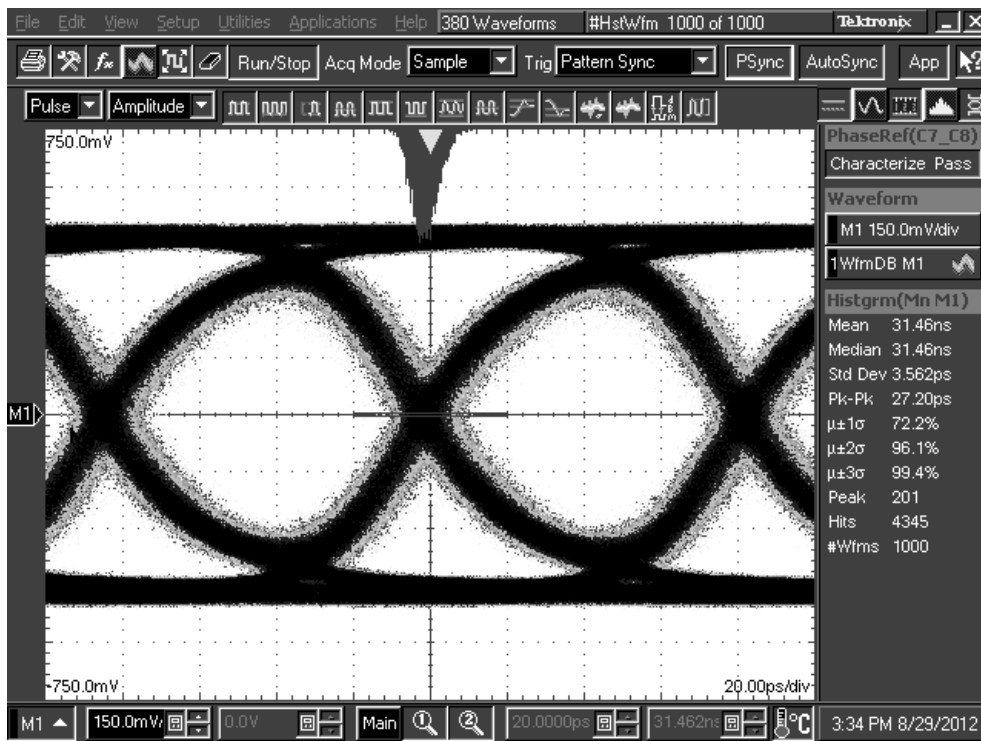 File Edit View Setup Utilities Applications Help 380 Waveforms #HstWfm 1000 of 1000 Tektronix
Run/Stop Acq Mode Sample Trig Pattern Sync PSync AutoSync App
Pulse Amplitude
750.0mV
PhaseRef(C7_C8)
Characterize Pass
Waveform
M1 150.0mV/div
1 WfmDB M1
Histgrm(Mn M1)
Mean 31.46ns
Median 31.46ns
Std Dev 3.562ps
Pk-Pk 27.20ps
µ±1σ 72.2%
µ±2σ 96.1%
µ±3σ 99.4%
Peak 201
Hits 4345
#Wfms 1000
M1
-750.0mV 20.00ps/div
M1 150.0mV/ 0.0V Main 1 2 20.0000ps 31.462ns °C 3:34 PM 8/29/2012